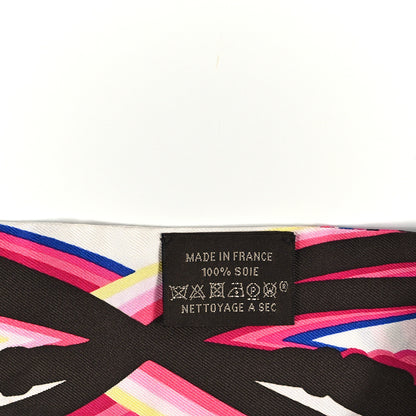 MADE IN FRANCE
100% SOIE
P W
NETTOYAGE A SEC